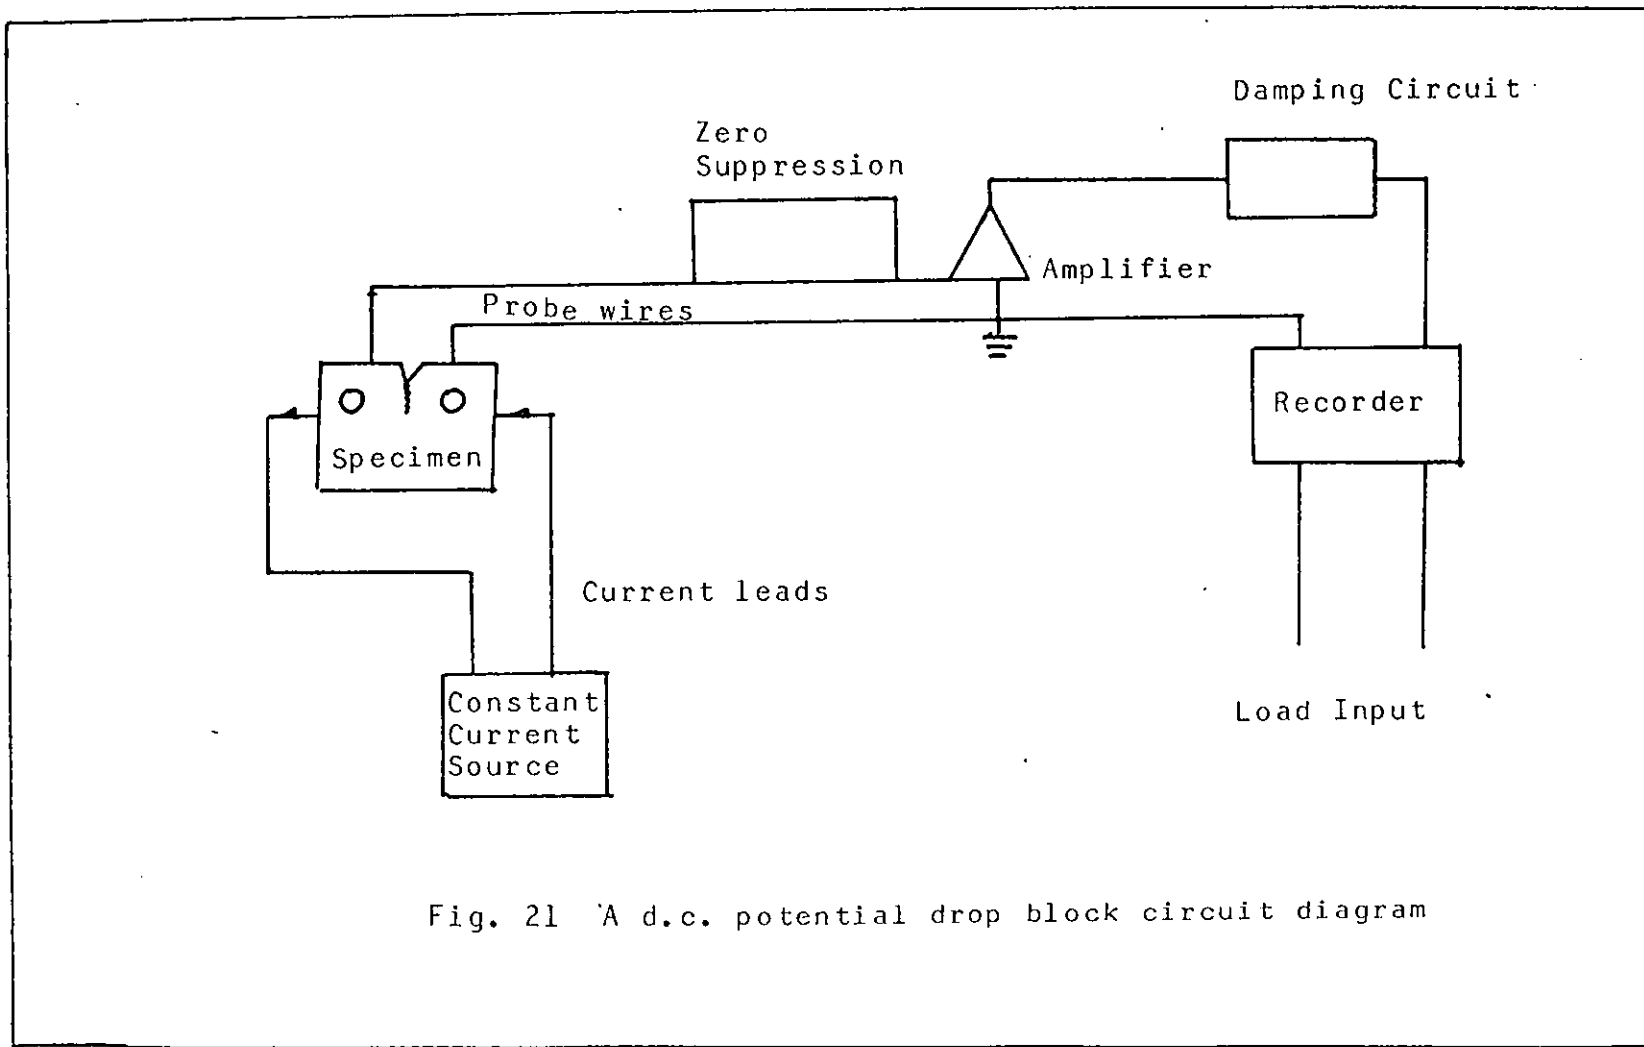 Damping Circuit
Zero
Suppression
Amplifier
Probe wires
Recorder
Specimen
Current leads
Constant
Current
Source
Load Input
Fig. 21 A d.c. potential drop block circuit diagram